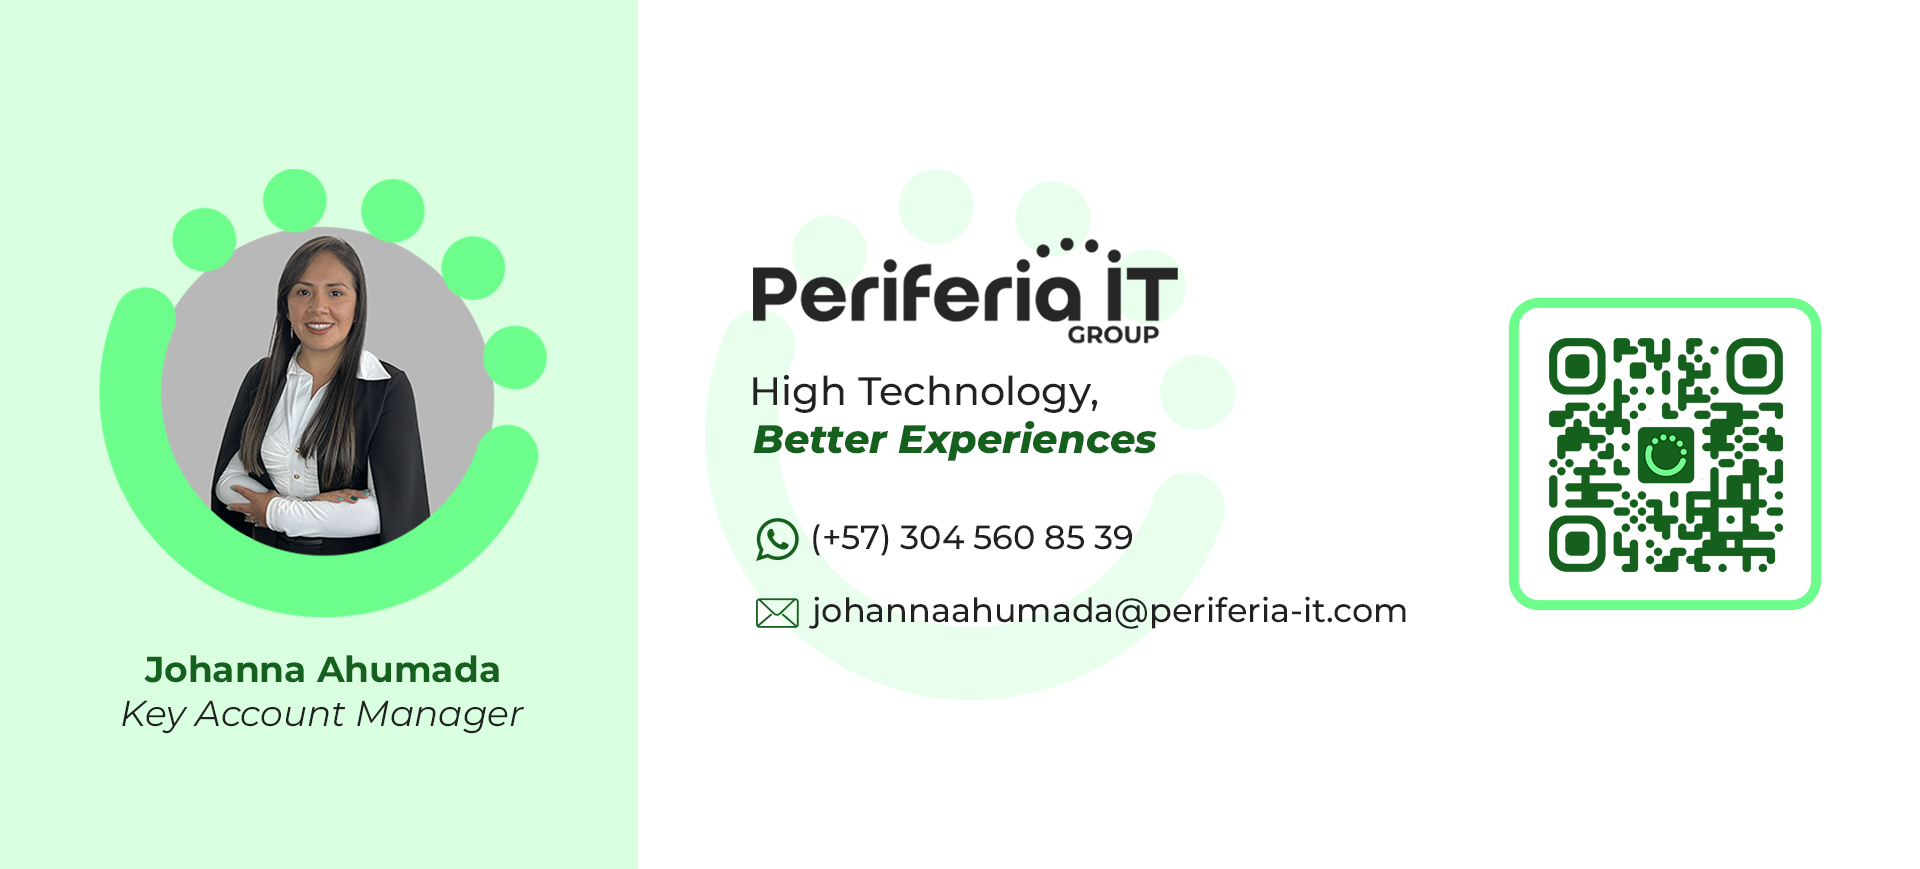 Johanna Ahumada
Key Account Manager
Periferia IT
GROUP
High Technology,
Better Experiences
(+57) 304 560 85 39
johannaahumada@periferia-it.com